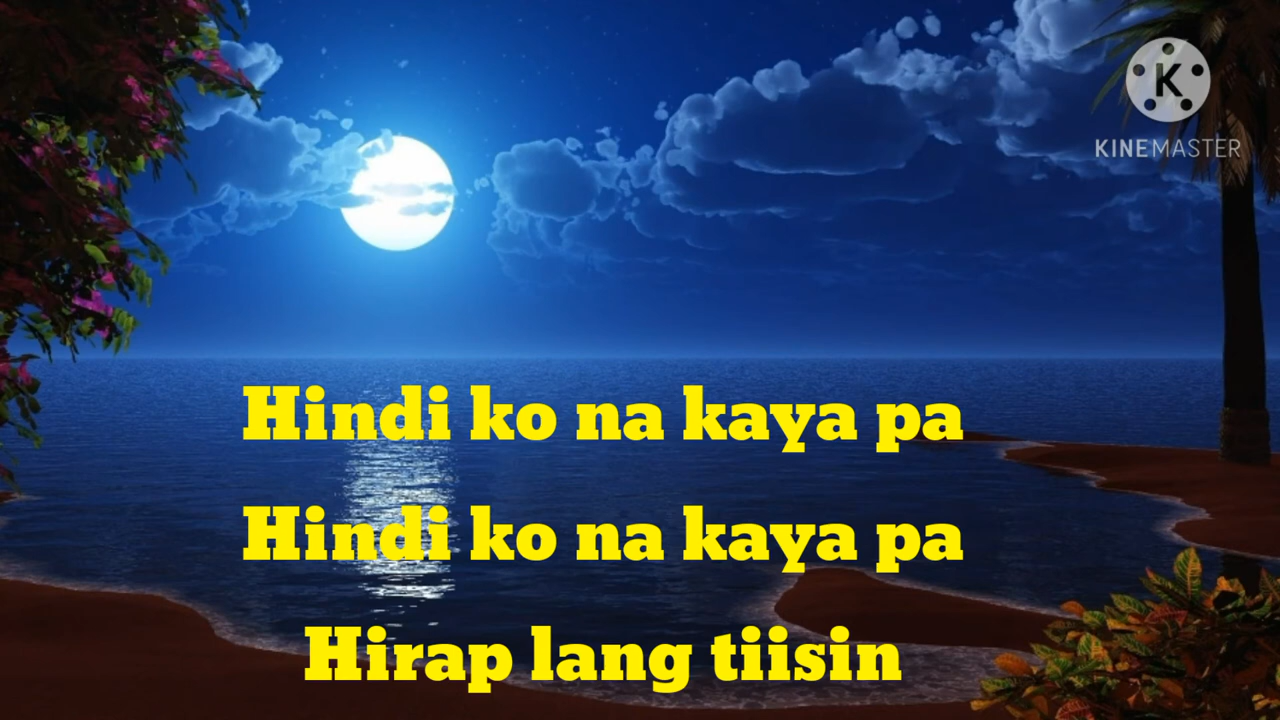 K
KINEMASTER
Hindi ko na kaya pa
Hindi ko na kaya pa
Hirap lang tiisin